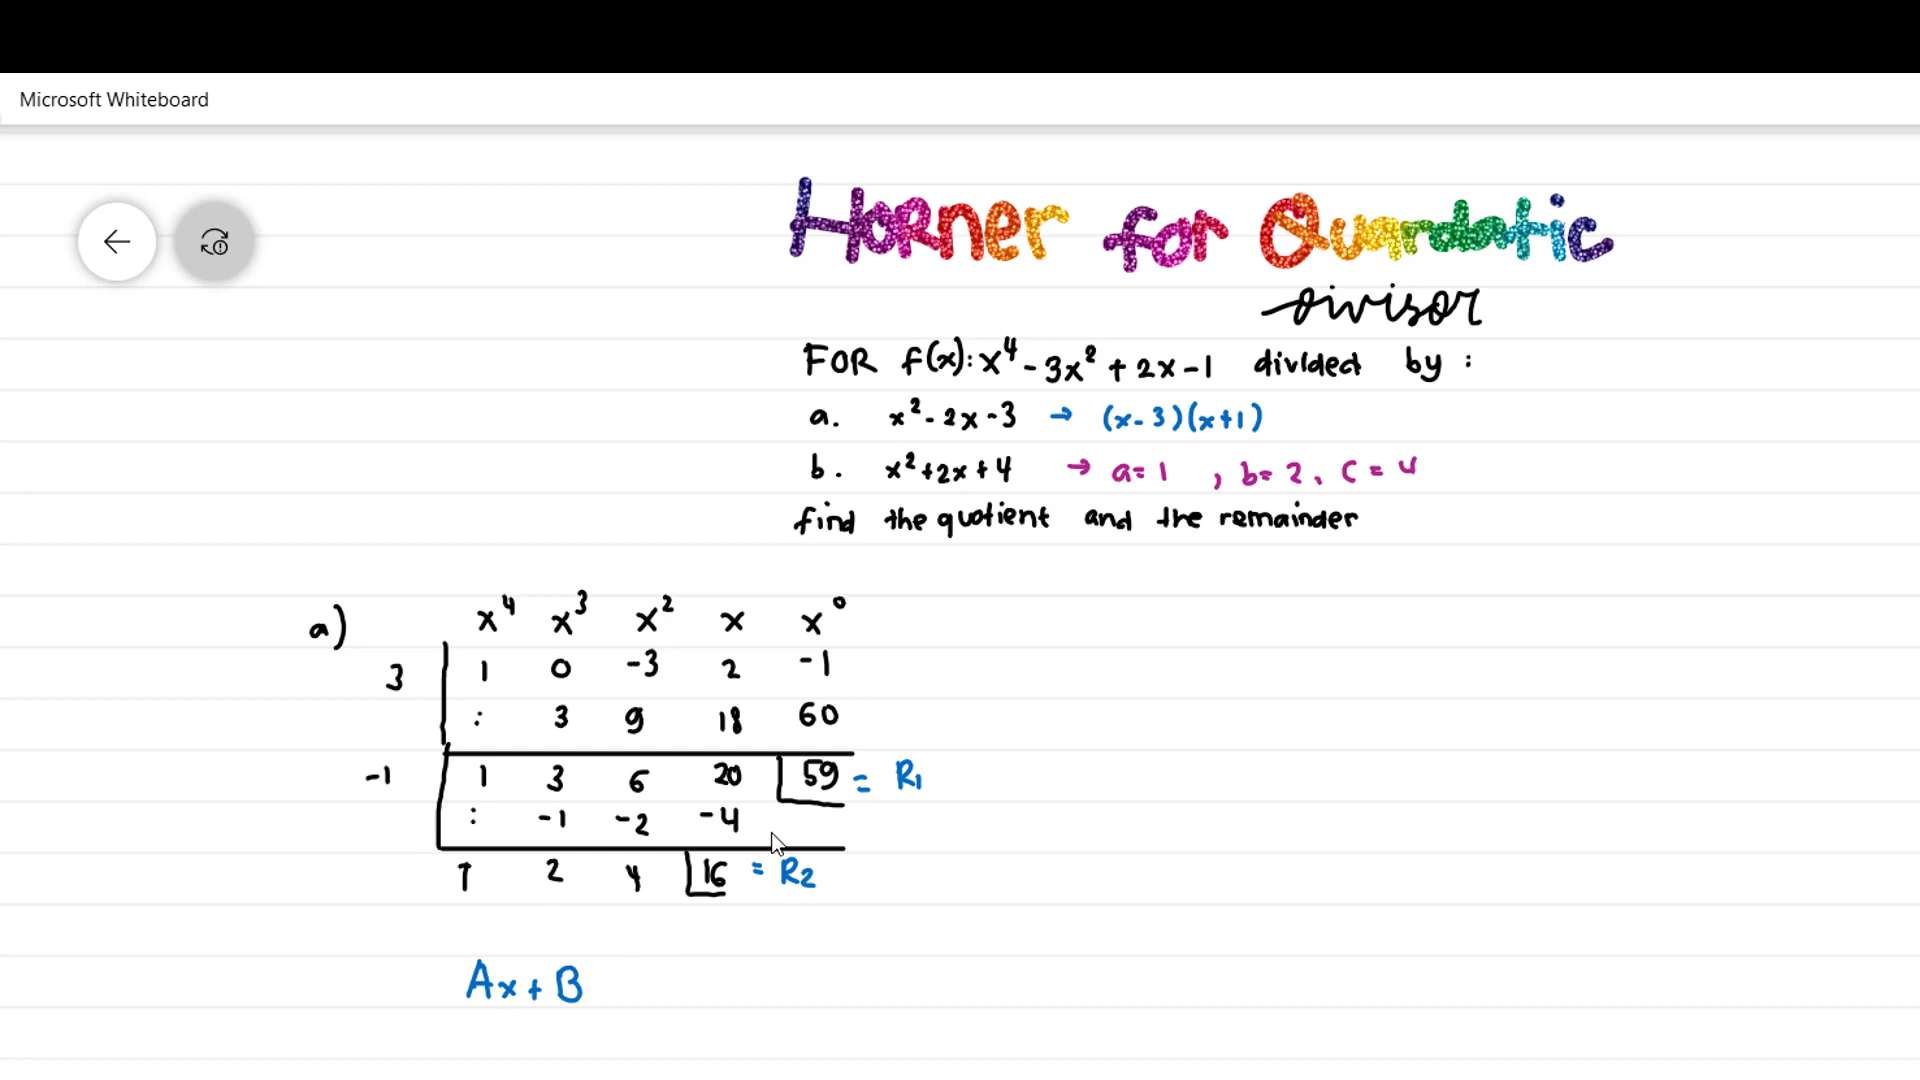 Microsoft Whiteboard
Horner for Quardatic
Divisor
FOR f(x): x⁴ - 3x² + 2x - 1 divided by :
a. x² - 2x - 3 → (x - 3)(x + 1)
b. x² + 2x + 4 → a = 1 , b = 2, c = 4
find the quotient and the remainder
a) x⁴ x³ x² x x⁰
3 1 0 -3 2 -1
: 3 9 18 60
-1 1 3 6 20 59 = R₁
: -1 -2 -4
1 2 4 16 = R₂
Ax + B